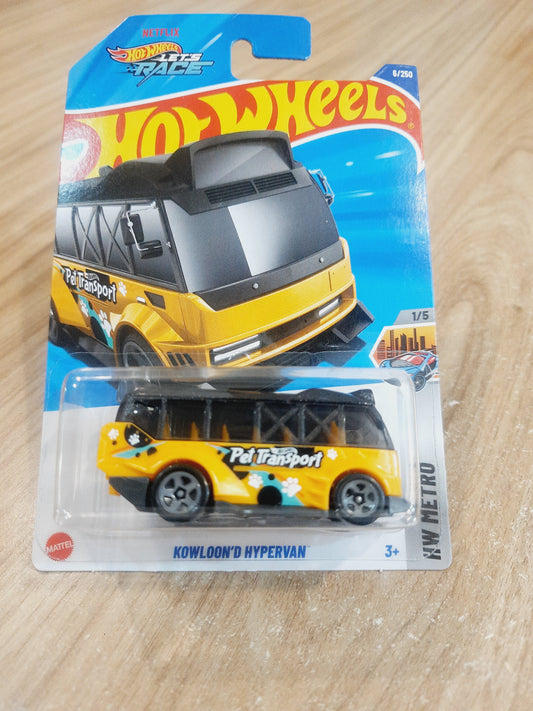 NETFLIX
HOT WHEELS
LET'S
RACE
6/250
HOT WHEELS®
Pet Transport
1/5
Pet Transport
HW METRO
MATTEL
KOWLOON'D HYPERVAN™
3+